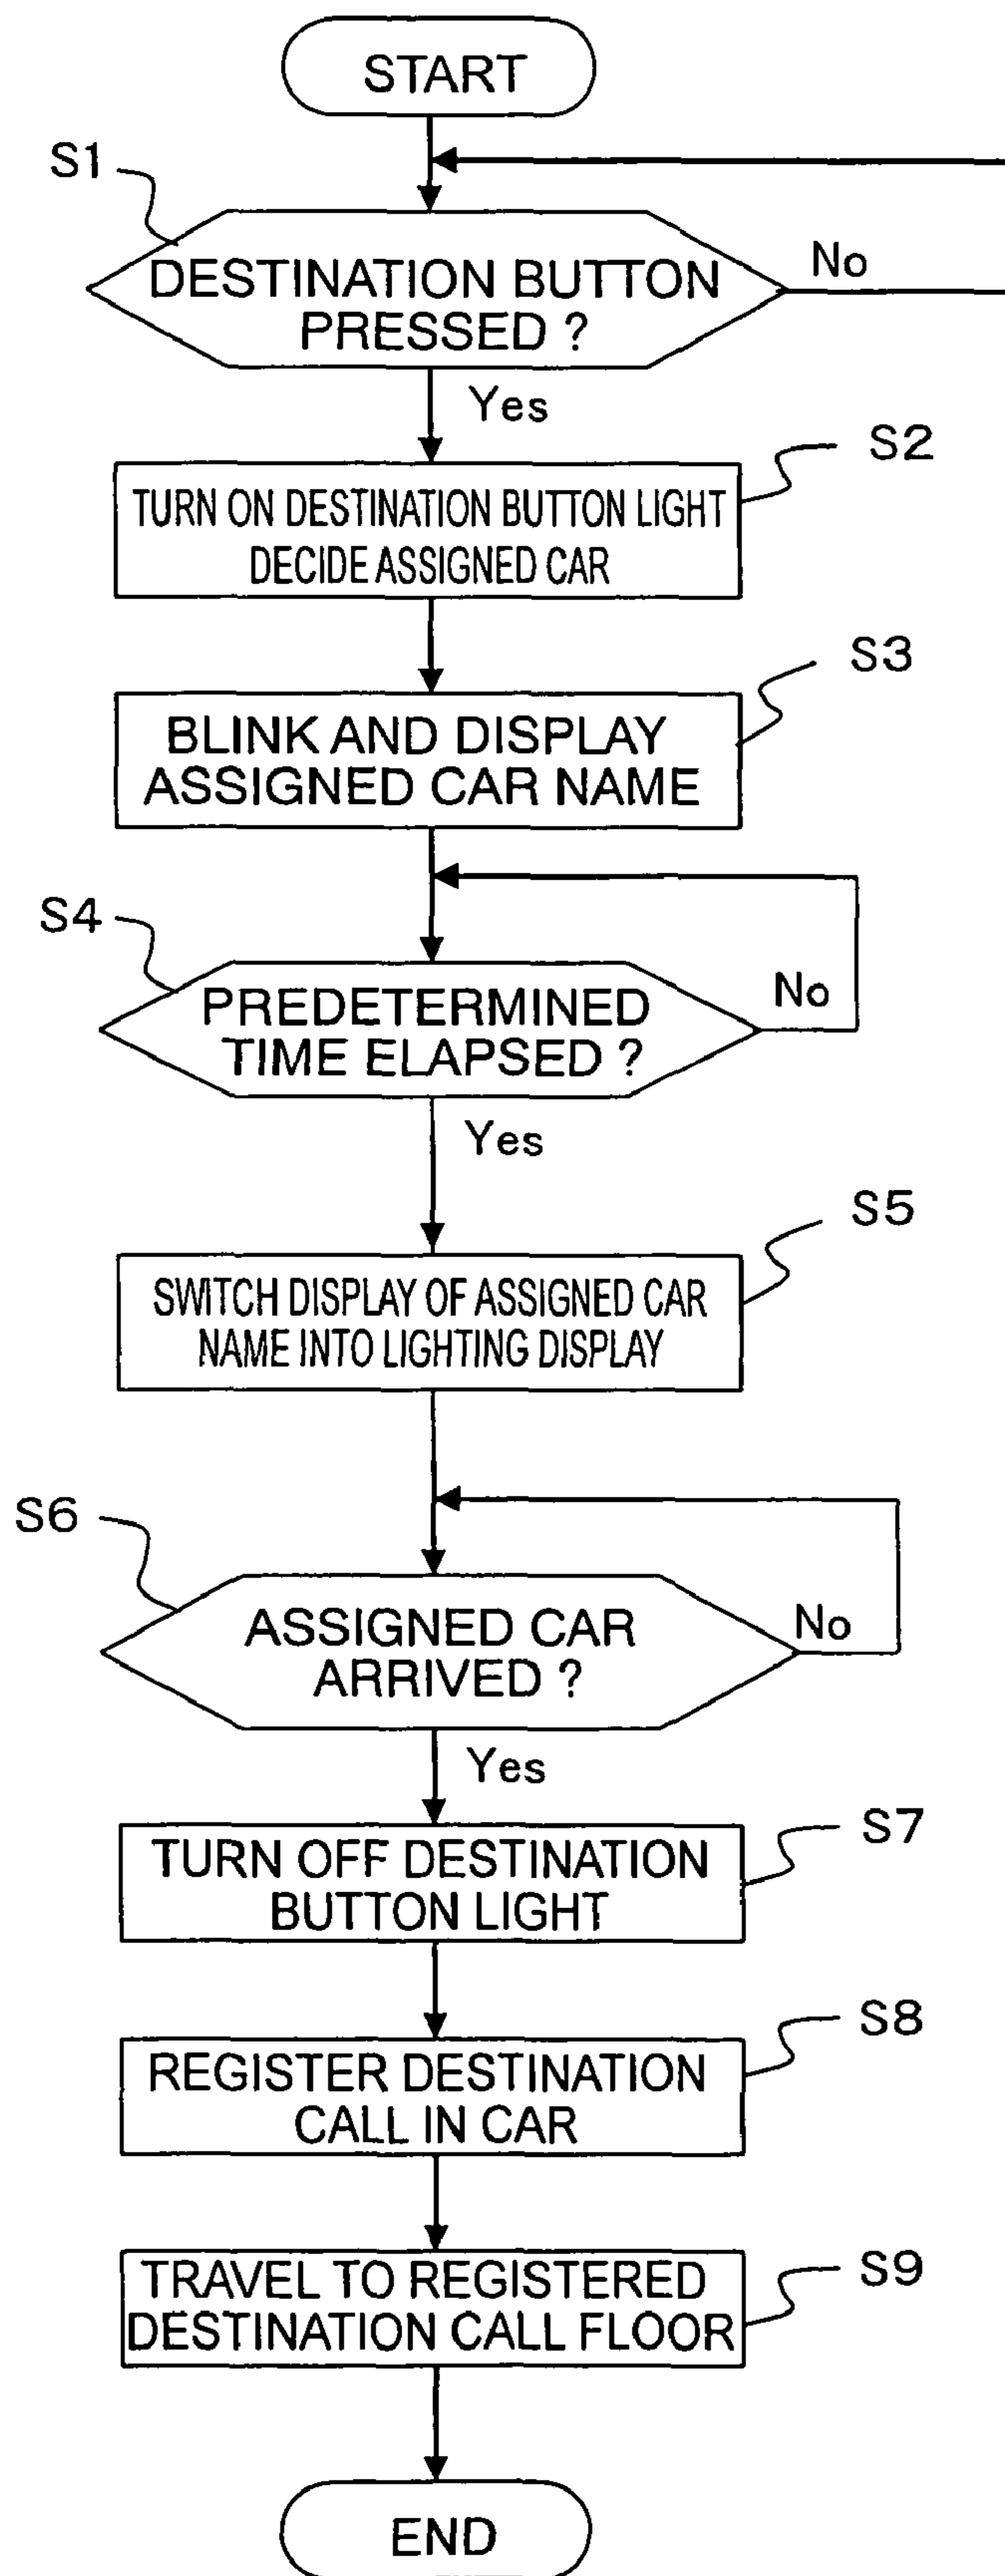 START
S1
DESTINATION BUTTON
PRESSED ?
No
Yes
S2
TURN ON DESTINATION BUTTON LIGHT
DECIDE ASSIGNED CAR
S3
BLINK AND DISPLAY
ASSIGNED CAR NAME
S4
PREDETERMINED
TIME ELAPSED ?
No
Yes
S5
SWITCH DISPLAY OF ASSIGNED CAR
NAME INTO LIGHTING DISPLAY
S6
ASSIGNED CAR
ARRIVED ?
No
Yes
S7
TURN OFF DESTINATION
BUTTON LIGHT
S8
REGISTER DESTINATION
CALL IN CAR
S9
TRAVEL TO REGISTERED
DESTINATION CALL FLOOR
END